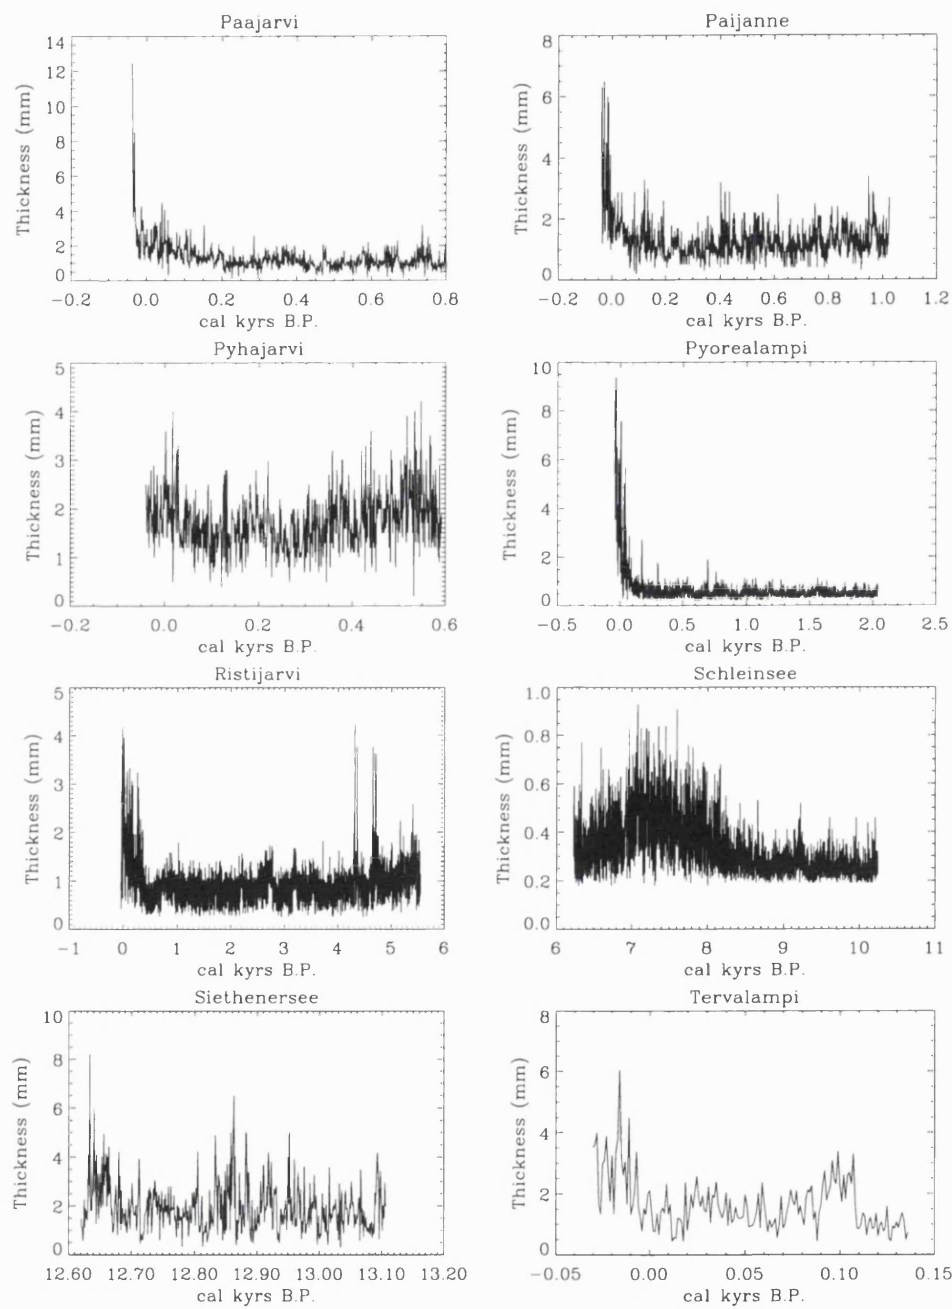 Paajarvi
Thickness (mm)
14
12
10
8
6
4
2
0
−0.2 0.0 0.2 0.4 0.6 0.8
cal kyrs B.P.
Paijanne
Thickness (mm)
8
6
4
2
0
−0.2 0.0 0.2 0.4 0.6 0.8 1.0 1.2
cal kyrs B.P.
Pyhajarvi
Thickness (mm)
5
4
3
2
1
0
−0.2 0.0 0.2 0.4 0.6
cal kyrs B.P.
Pyorealampi
Thickness (mm)
10
8
6
4
2
0
−0.5 0.0 0.5 1.0 1.5 2.0 2.5
cal kyrs B.P.
Ristijarvi
Thickness (mm)
5
4
3
2
1
0
−1 0 1 2 3 4 5 6
cal kyrs B.P.
Schleinsee
Thickness (mm)
1.0
0.8
0.6
0.4
0.2
0.0
6 7 8 9 10 11
cal kyrs B.P.
Siethenersee
Thickness (mm)
10
8
6
4
2
0
12.60 12.70 12.80 12.90 13.00 13.10 13.20
cal kyrs B.P.
Tervalampi
Thickness (mm)
8
6
4
2
0
−0.05 0.00 0.05 0.10 0.15
cal kyrs B.P.